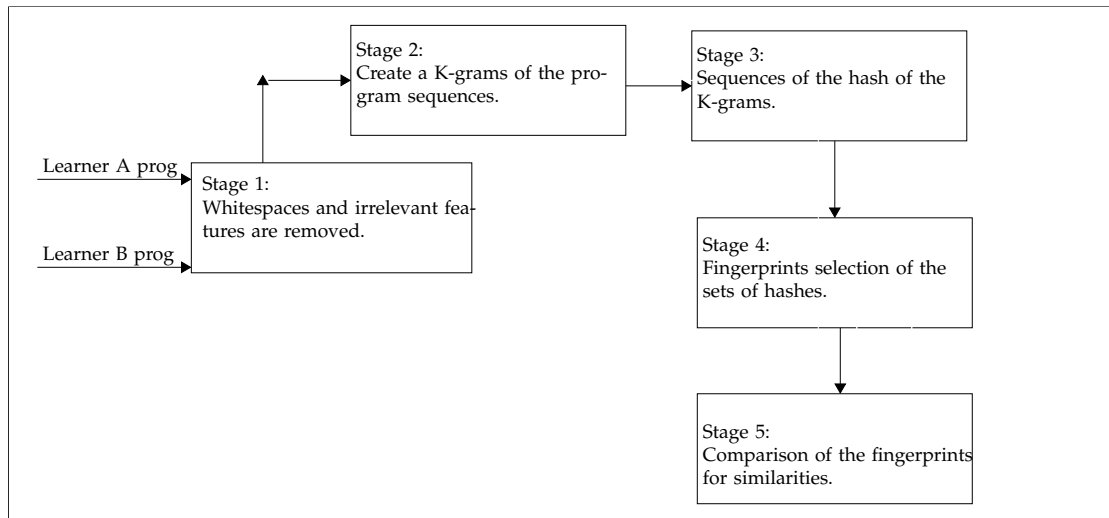 Learner A prog
Learner B prog
Stage 1:
Whitespaces and irrelevant fea-
tures are removed.
Stage 2:
Create a K-grams of the pro-
gram sequences.
Stage 3:
Sequences of the hash of the
K-grams.
Stage 4:
Fingerprints selection of the
sets of hashes.
Stage 5:
Comparison of the fingerprints
for similarities.